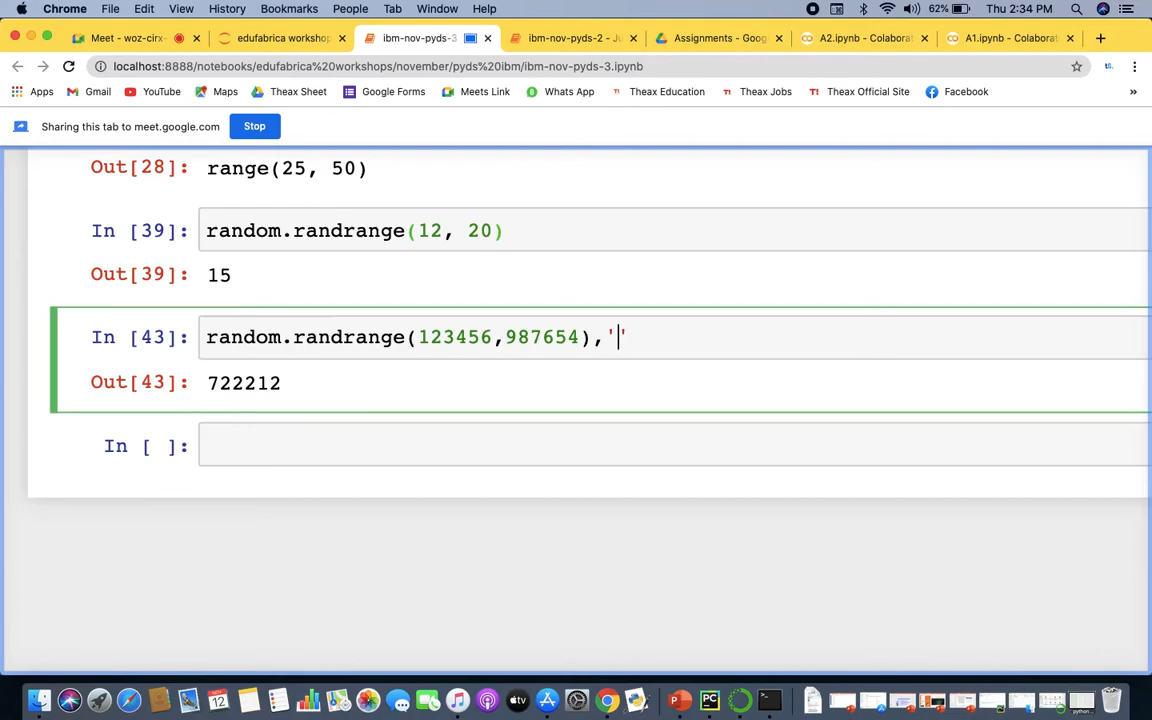 Chrome File Edit View History Bookmarks People Tab Window Help 62% Thu 2:34 PM
Meet - woz-cirx- edufabrica worksho ibm-nov-pyds-3 ibm-nov-pyds-2 - Ju Assignments - Goog A2.ipynb - Colaborat A1.ipynb - Colaborat
localhost:8888/notebooks/edufabrica%20workshops/november/pyds%20ibm/ibm-nov-pyds-3.ipynb
Apps Gmail YouTube Maps Theax Sheet Google Forms Meets Link Whats App Theax Education Theax Jobs Theax Official Site Facebook »
Sharing this tab to meet.google.com Stop
Out[28]: range(25, 50)
In [39]: random.randrange(12, 20)
Out[39]: 15
In [43]: random.randrange(123456,987654),''
Out[43]: 722212
In [ ]: